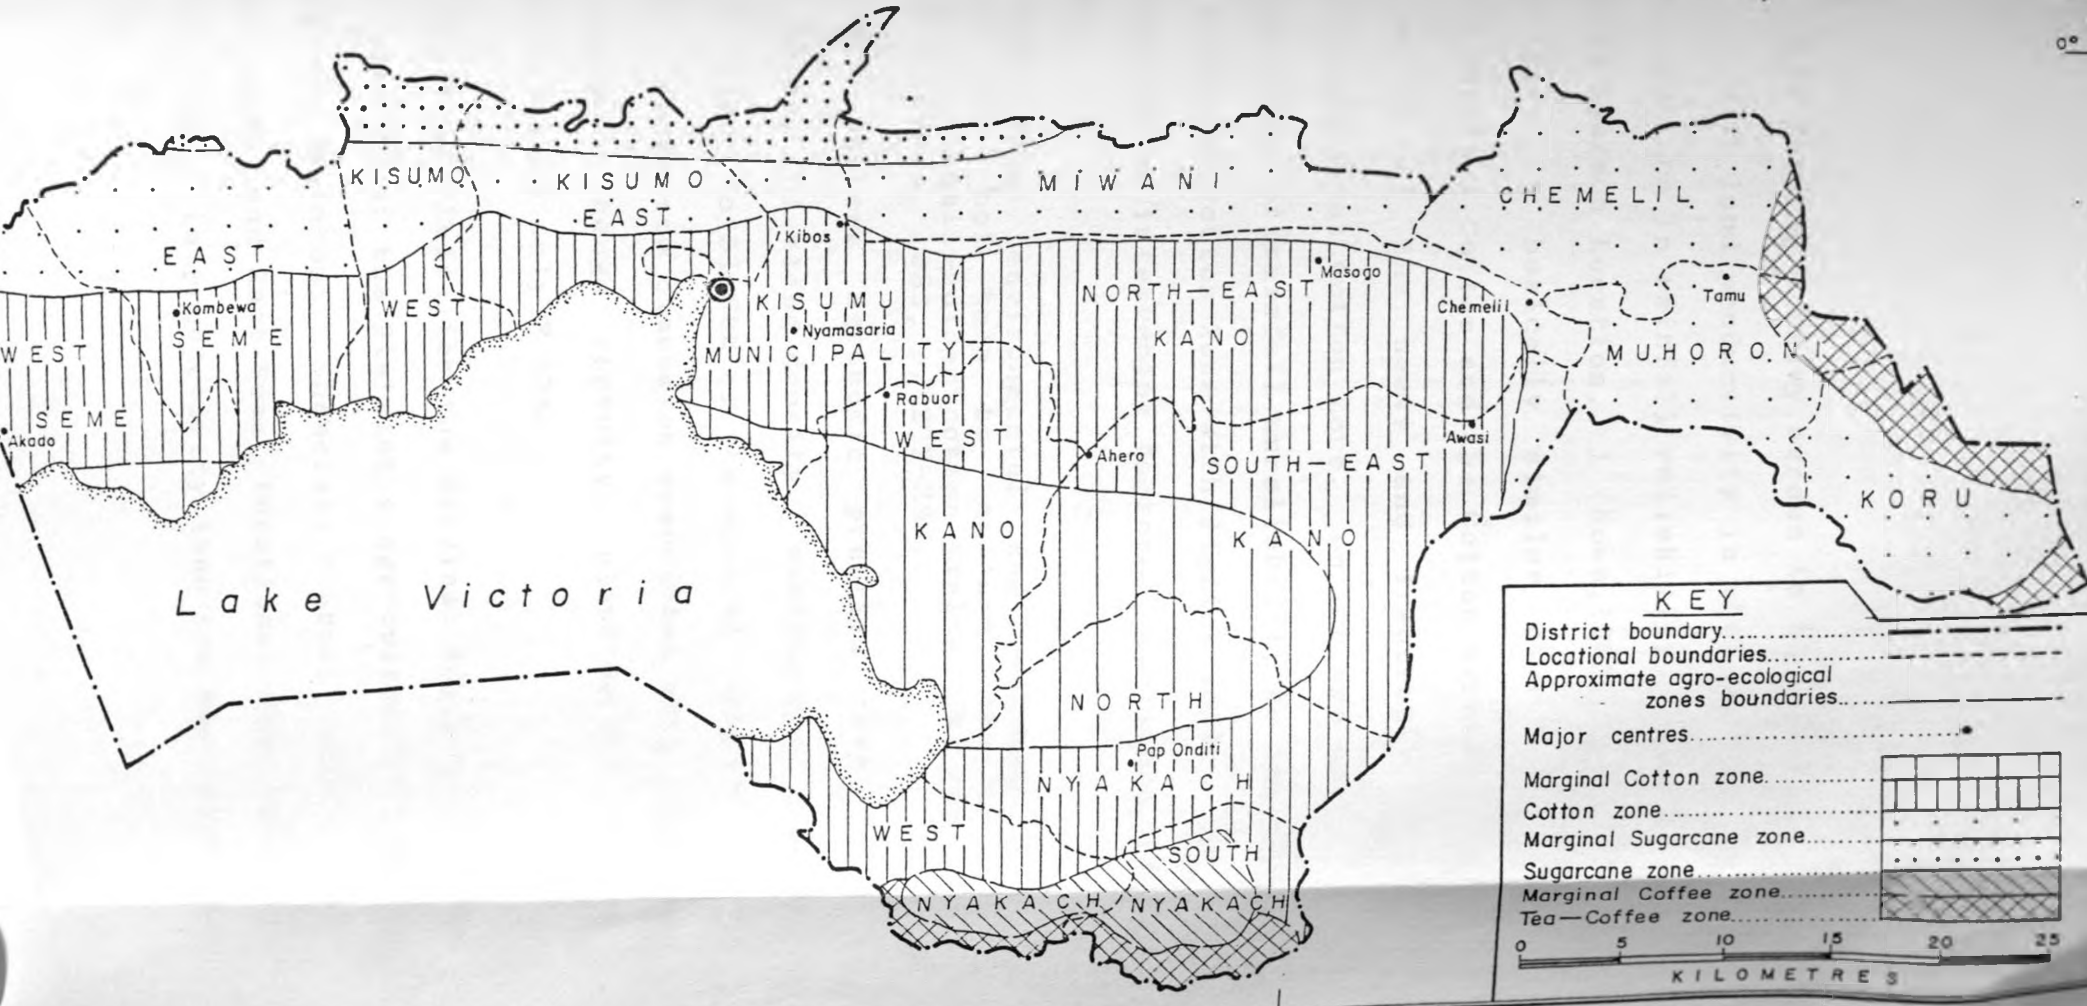 0°
KISUMO
KISUMO
MIWANI
CHEMELIL
EAST
EAST
Kibos
Masogo
NORTH—EAST
Chemelil
Tamu
Kombewa
WEST
KISUMU
Nyamasaria
WEST
SEME
KANO
MUNICIPALITY
MUHORONI
Rabuor
SEME
Akado
WEST
Ahero
Awasi
SOUTH—EAST
KORU
KANO
KANO
Lake Victoria
NORTH
Pap Onditi
NYAKACH
WEST
SOUTH
NYAKACH
NYAKACH
KEY
District boundary
Locational boundaries
Approximate agro-ecological
zones boundaries
Major centres
Marginal Cotton zone
Cotton zone
Marginal Sugarcane zone
Sugarcane zone
Marginal Coffee zone
Tea—Coffee zone
0 5 10 15 20 25
KILOMETRES